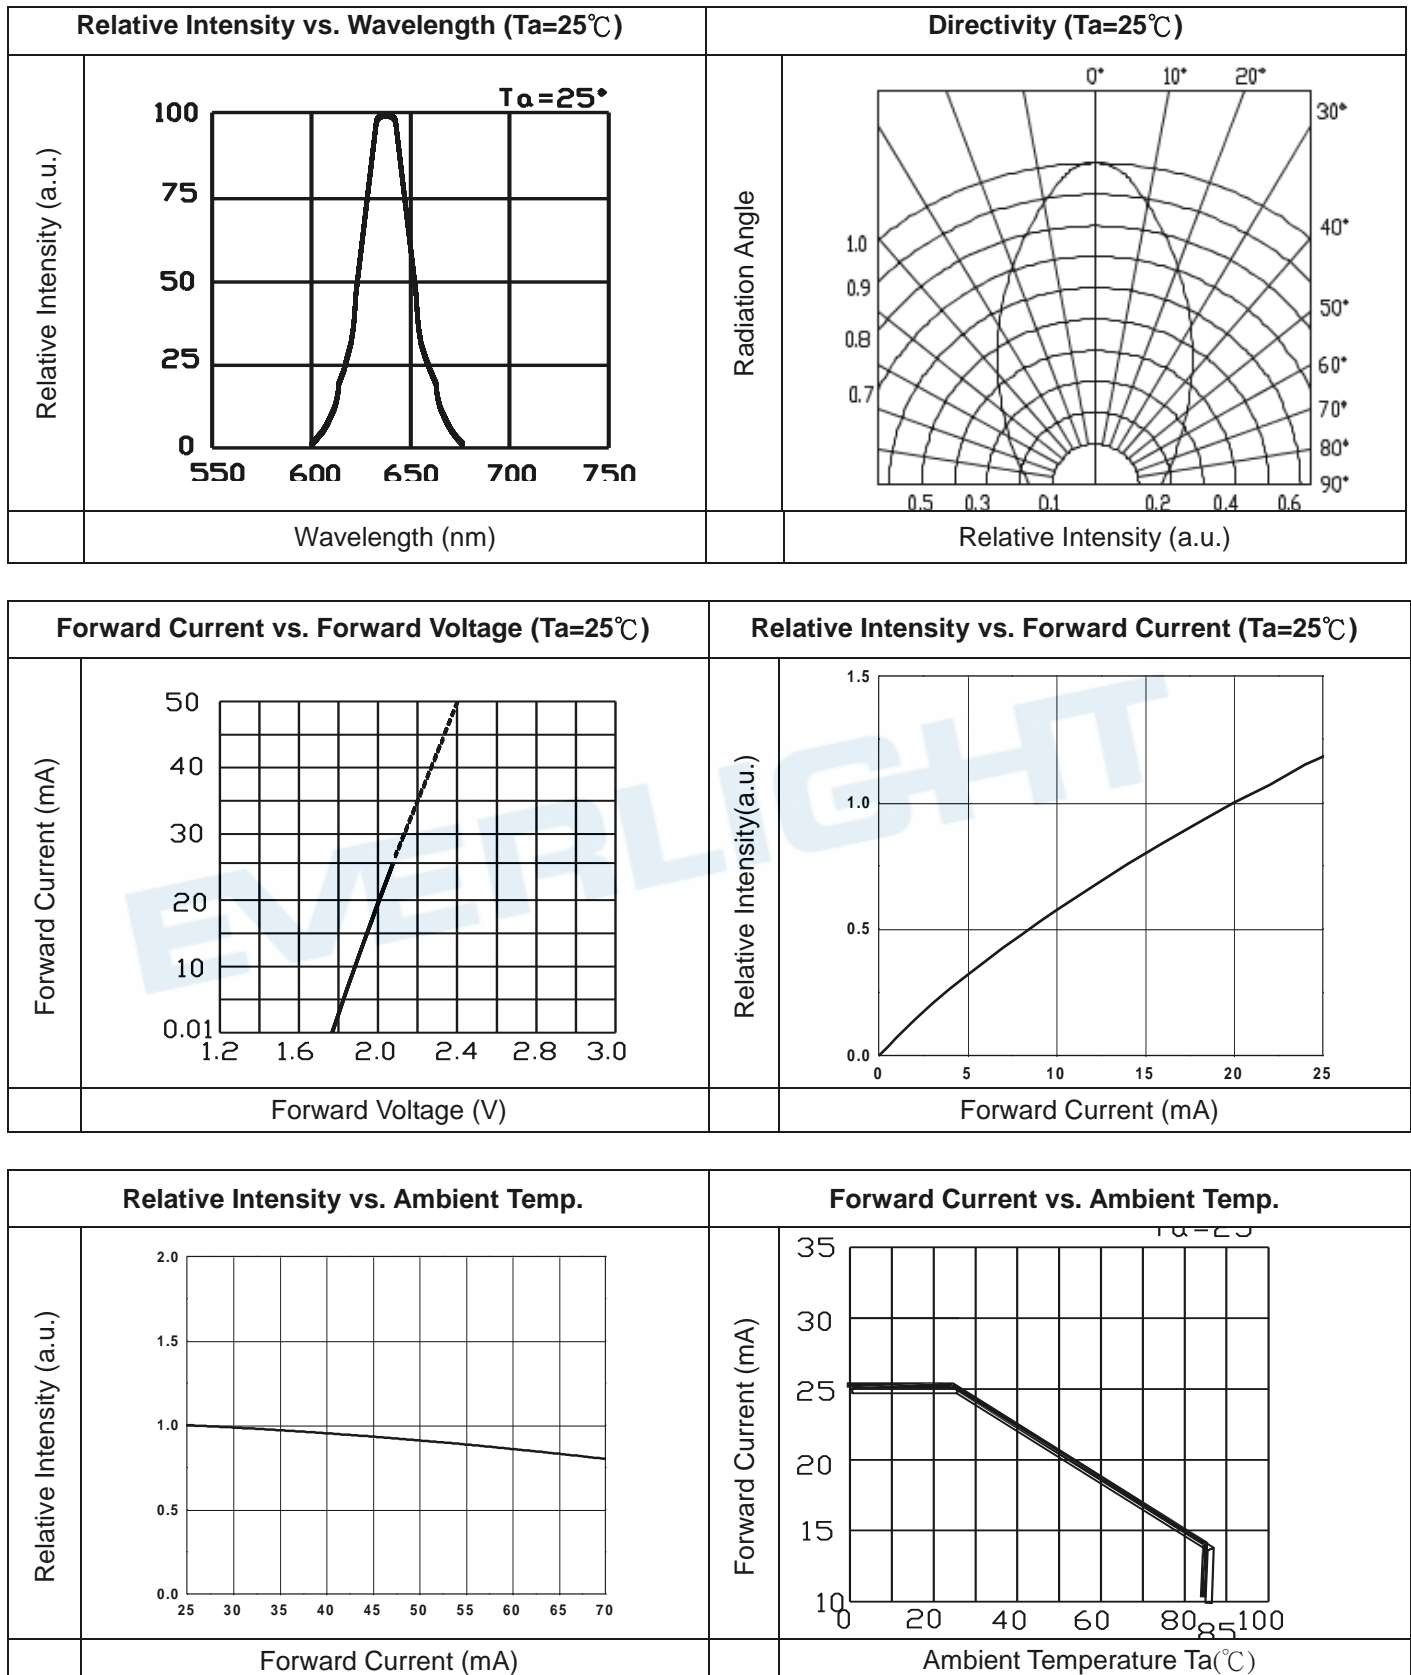 Relative Intensity vs. Wavelength (Ta=25℃)
Directivity (Ta=25℃)
Relative Intensity (a.u.)
Ta=25°
100
75
50
25
0
550 600 650 700 750
Wavelength (nm)
Radiation Angle
0° 10° 20°
30°
40°
50°
60°
70°
80°
90°
1.0
0.9
0.8
0.7
0.5 0.3 0.1 0.2 0.4 0.6
Relative Intensity (a.u.)
Forward Current vs. Forward Voltage (Ta=25℃)
Relative Intensity vs. Forward Current (Ta=25℃)
Forward Current (mA)
50
40
30
20
10
0.01
1.2 1.6 2.0 2.4 2.8 3.0
Forward Voltage (V)
Relative Intensity(a.u.)
1.5
1.0
0.5
0.0
0 5 10 15 20 25
Forward Current (mA)
EVERLIGHT
Relative Intensity vs. Ambient Temp.
Forward Current vs. Ambient Temp.
Relative Intensity (a.u.)
2.0
1.5
1.0
0.5
0.0
25 30 35 40 45 50 55 60 65 70
Forward Current (mA)
Forward Current (mA)
Ta=25
35
30
25
20
15
10
0 20 40 60 80 85 100
Ambient Temperature Ta(℃)